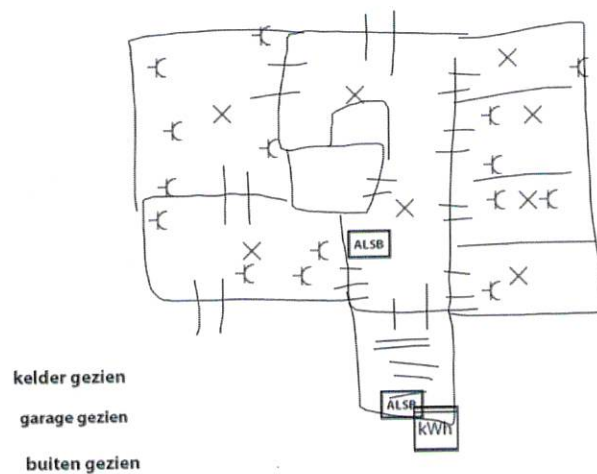 ALSB
ALSB
kWh
kelder gezien
garage gezien
buiten gezien